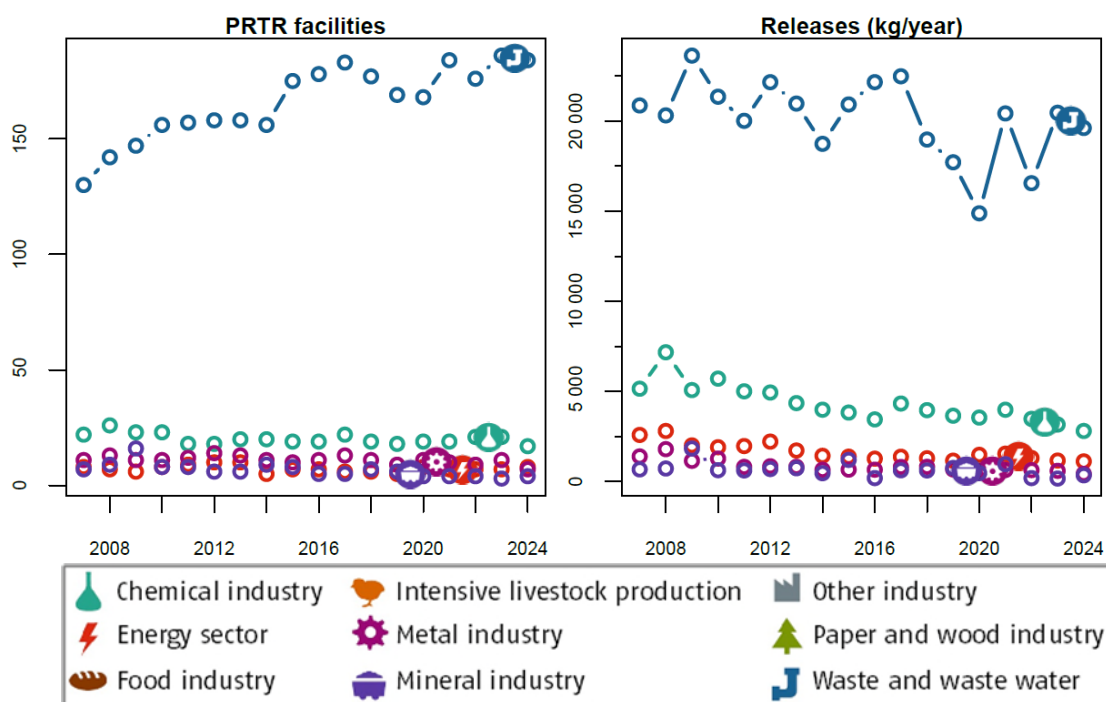 PRTR facilities
Releases (kg/year)
150
100
50
0
20 000
15 000
10 000
5 000
0
2008 2012 2016 2020 2024
2008 2012 2016 2020 2024
Chemical industry
Intensive livestock production
Other industry
Energy sector
Metal industry
Paper and wood industry
Food industry
Mineral industry
Waste and waste water